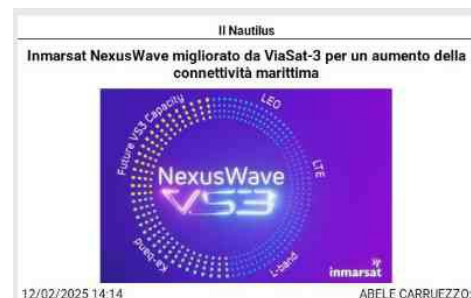 Il Nautilus
Inmarsat NexusWave migliorato da ViaSat-3 per un aumento della
connettività marittima
Future VS3 Capacity
LEO
LTE
NexusWave
VS3
Ka-band
L-band
inmarsat
12/02/2025 14:14
ABELE CARRUEZZO;